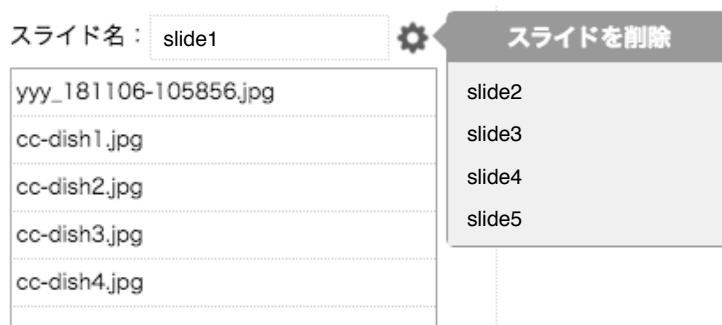 スライド名： slide1
スライドを削除
yyy_181106-105856.jpg
cc-dish1.jpg
cc-dish2.jpg
cc-dish3.jpg
cc-dish4.jpg
slide2
slide3
slide4
slide5